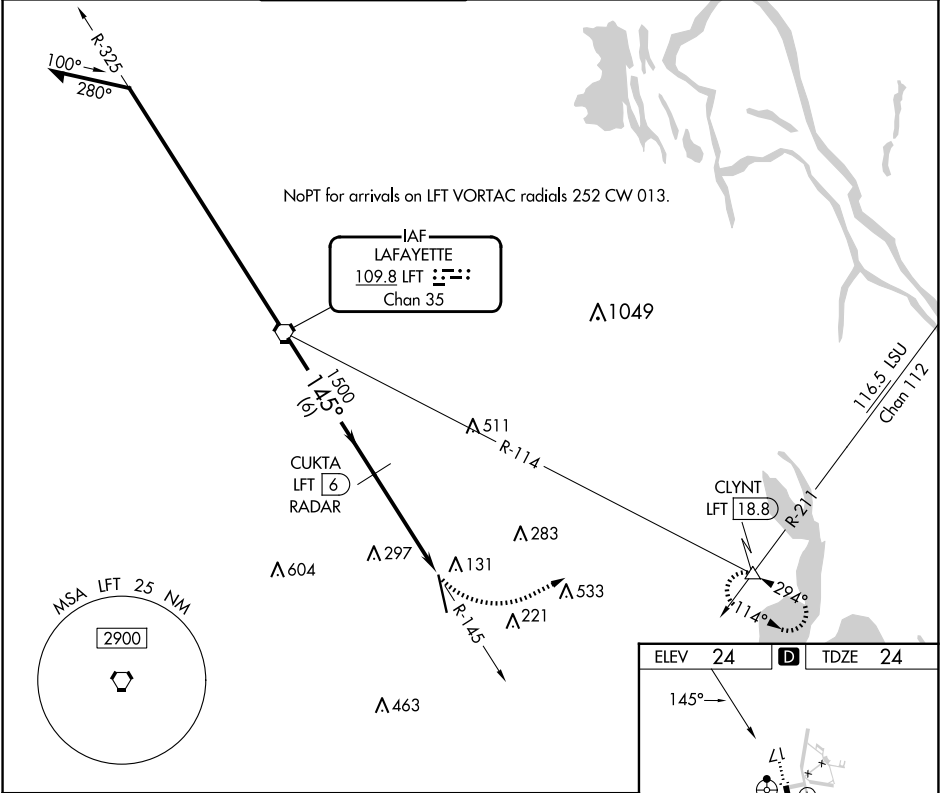 R-325
100°
280°
NoPT for arrivals on LFT VORTAC radials 252 CW 013.
IAF
LAFAYETTE
109.8 LFT
Chan 35
1049
116.5 LSU
Chan 112
1500
145°
(6)
511
R-114
CUKTA
LFT 6
RADAR
CLYNT
LFT 18.8
R-211
283
297
131
604
533
294°
114°
221
R-145
MSA LFT 25 NM
2900
463
ELEV 24 D TDZE 24
145°
17